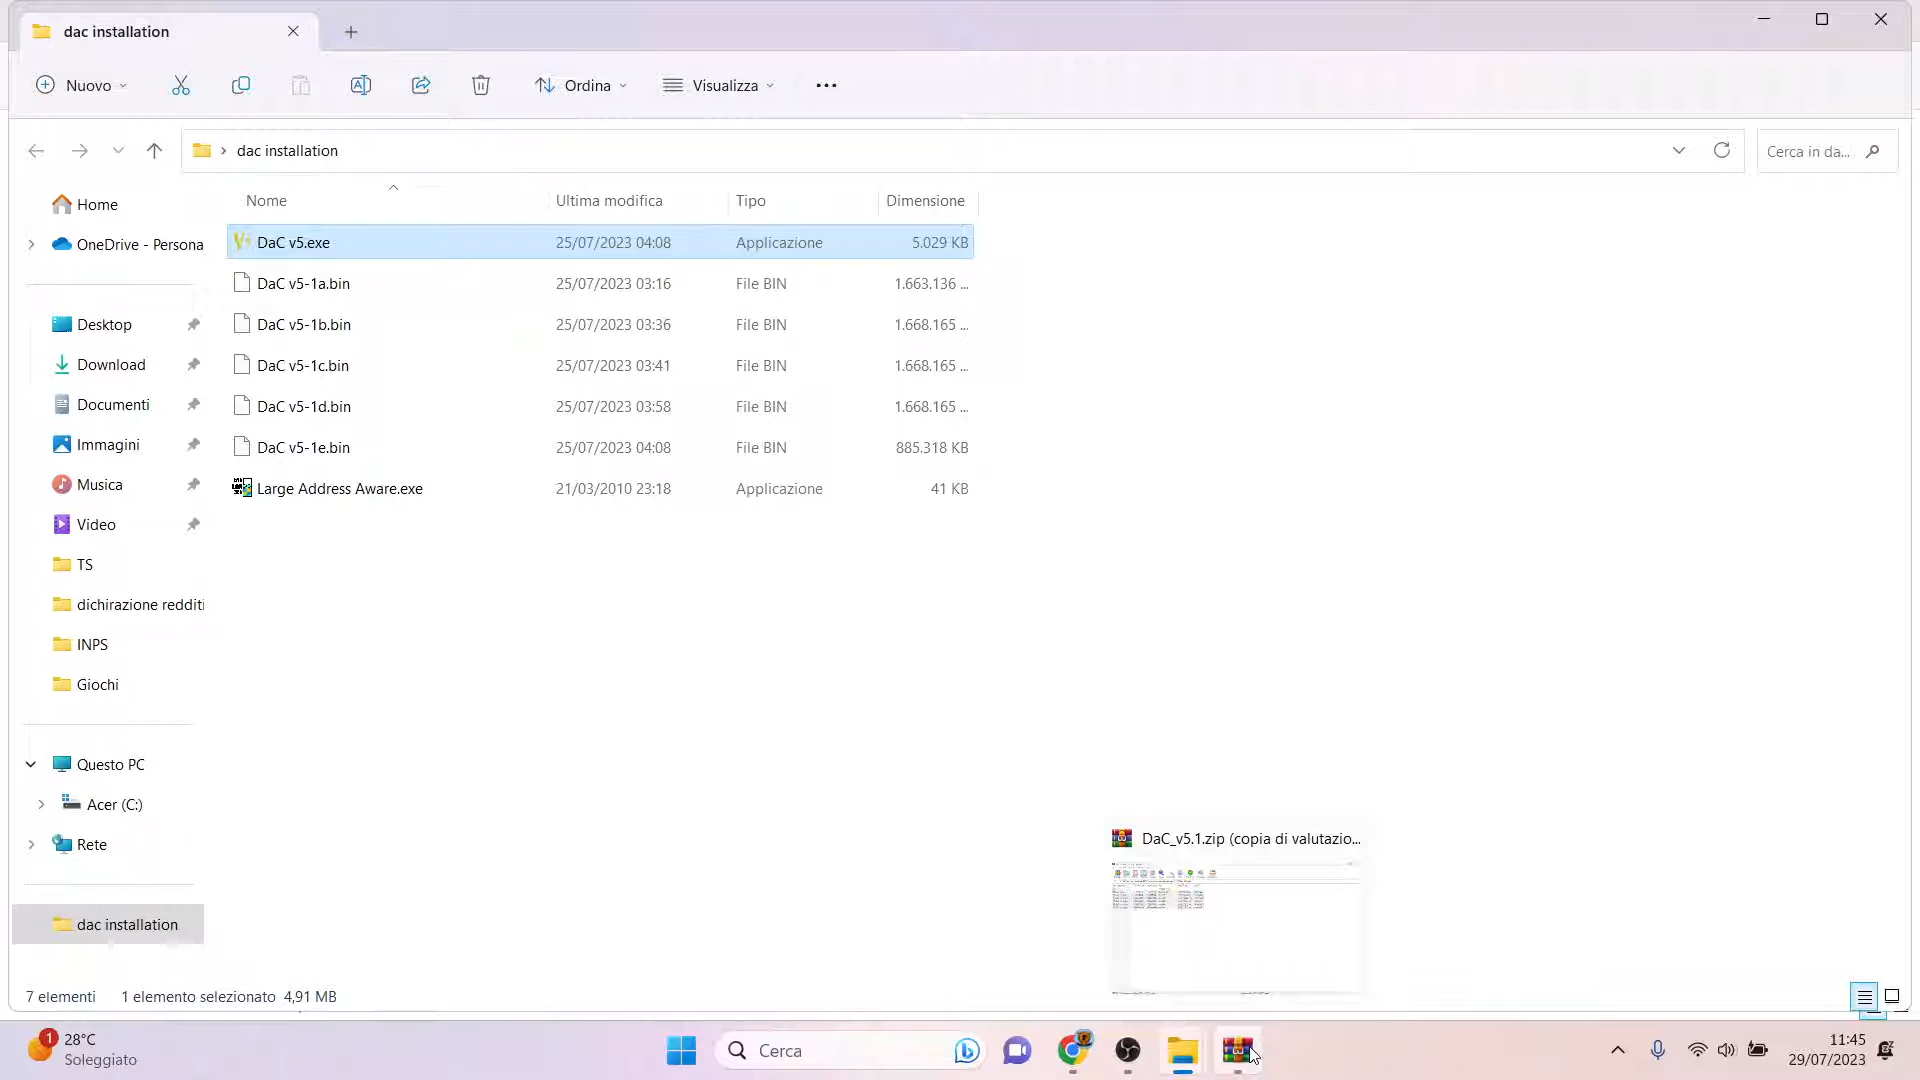 dac installation
Nuovo
Ordina
Visualizza
dac installation
Cerca in da...
Nome
Ultima modifica
Tipo
Dimensione
Home
OneDrive - Persona
Desktop
Download
Documenti
Immagini
Musica
Video
TS
dichirazione redditi
INPS
Giochi
Questo PC
Acer (C:)
Rete
dac installation
DaC v5.exe 25/07/2023 04:08 Applicazione 5.029 KB
DaC v5-1a.bin 25/07/2023 03:16 File BIN 1.663.136 ...
DaC v5-1b.bin 25/07/2023 03:36 File BIN 1.668.165 ...
DaC v5-1c.bin 25/07/2023 03:41 File BIN 1.668.165 ...
DaC v5-1d.bin 25/07/2023 03:58 File BIN 1.668.165 ...
DaC v5-1e.bin 25/07/2023 04:08 File BIN 885.318 KB
Large Address Aware.exe 21/03/2010 23:18 Applicazione 41 KB
DaC_v5.1.zip (copia di valutazio...
7 elementi 1 elemento selezionato 4,91 MB
1
28°C
Soleggiato
Cerca
11:45
29/07/2023